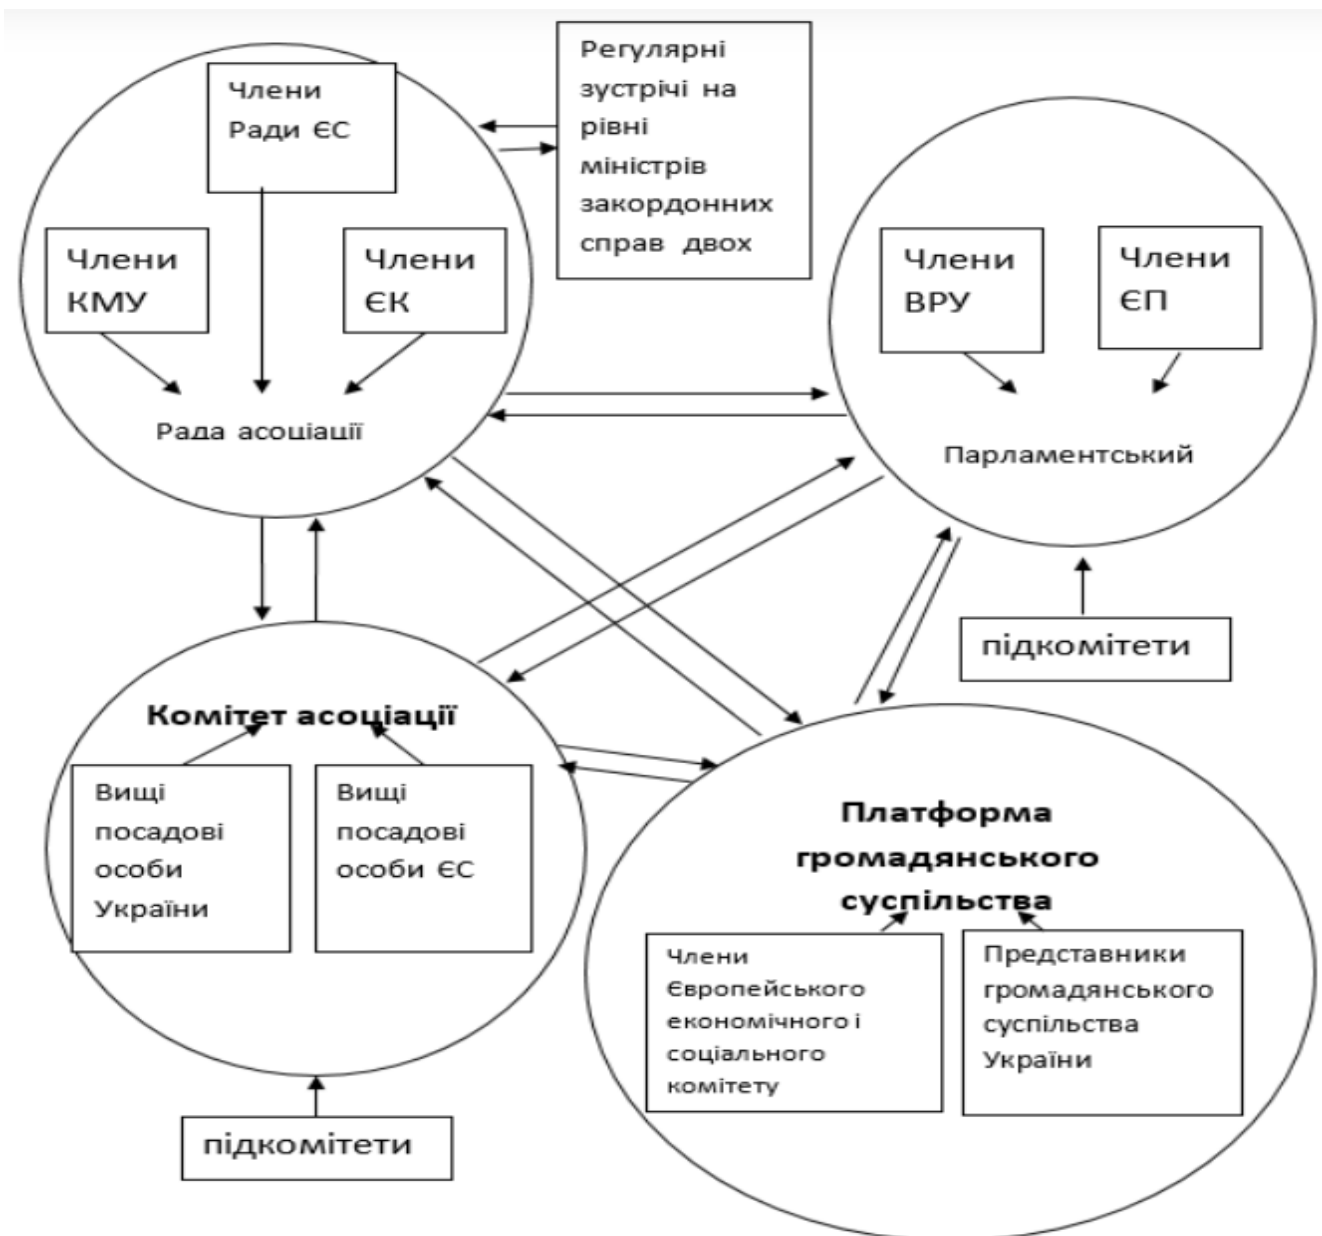 Члени
Ради ЄС
Регулярні
зустрічі на
рівні
міністрів
закордонних
справ двох
Члени
КМУ
Члени
ЄК
Члени
ВРУ
Члени
ЄП
Рада асоціації
Парламентський
підкомітети
Комітет асоціації
Вищі
посадові
особи
України
Вищі
посадові
особи ЄС
Платформа
громадянського
суспільства
Члени
Європейського
економічного і
соціального
комітету
Представники
громадянського
суспільства
України
підкомітети